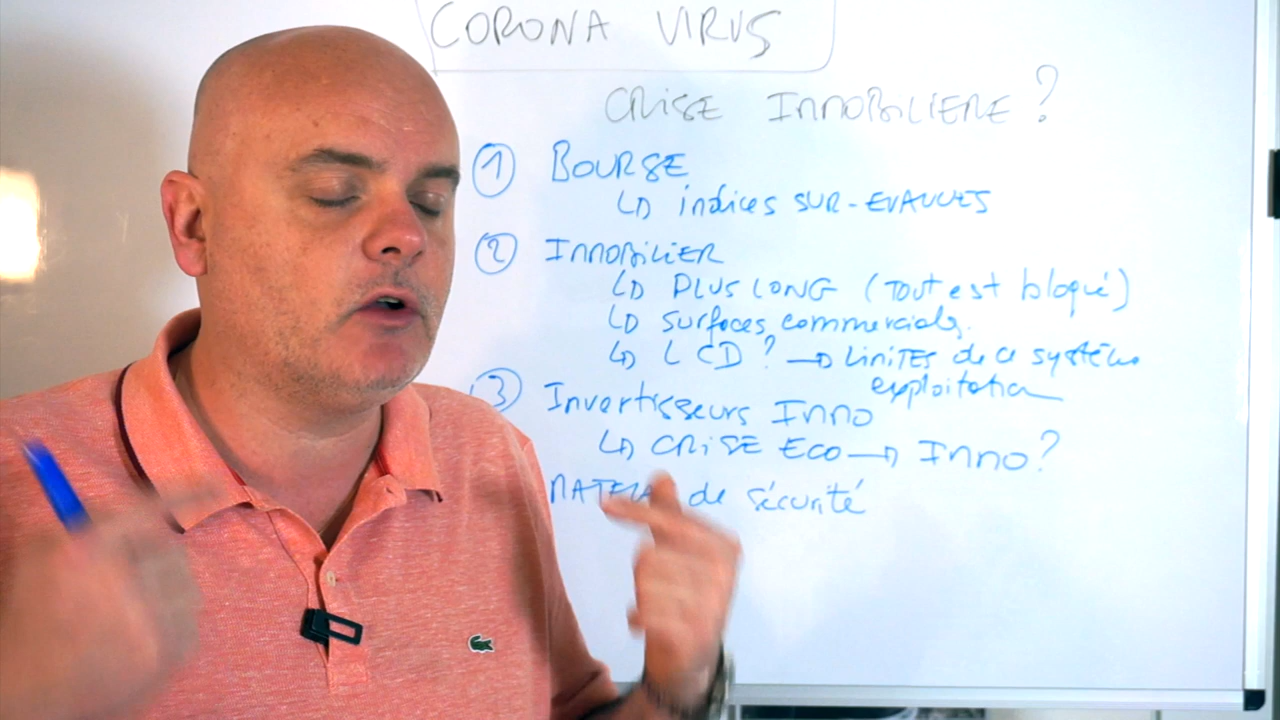 CORONA VIRUS
CRISE IMMOBILIERE ?
1 BOURSE
↳ indices SUR-EVALUES
2 IMMOBILIER
↳ PLUS LONG (Tout est bloqué)
↳ surfaces commerciales.
↳ LCD ? → LIMITES de ce système
exploitation
3 Investisseurs Immo
↳ CRISE ECO → Immo ?
de sécurité